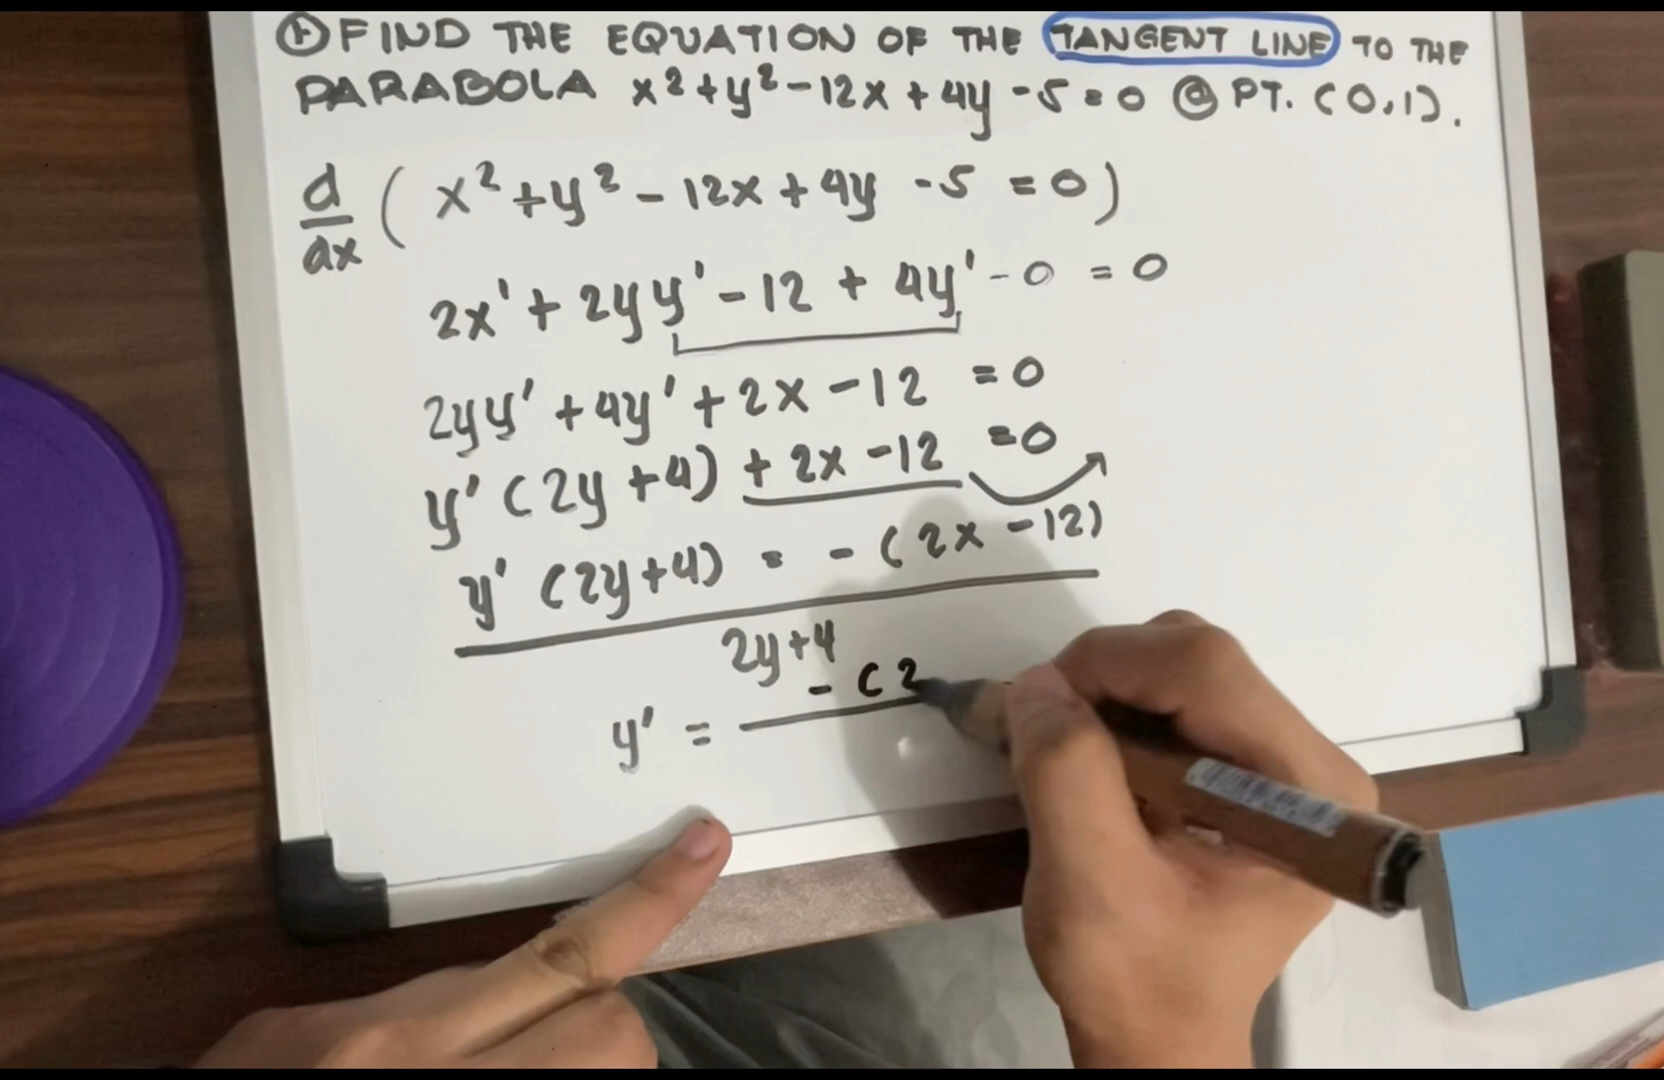 ① FIND THE EQUATION OF THE TANGENT LINE TO THE
PARABOLA x²+y²-12x+4y-5=0 @ PT. (0,1).
d/dx (x²+y²-12x+4y-5=0)
2x'+2yy'-12+4y'-0=0
2yy'+4y'+2x-12=0
y'(2y+4)+2x-12=0
y'(2y+4)=-(2x-12)
2y+4
y'=-(2